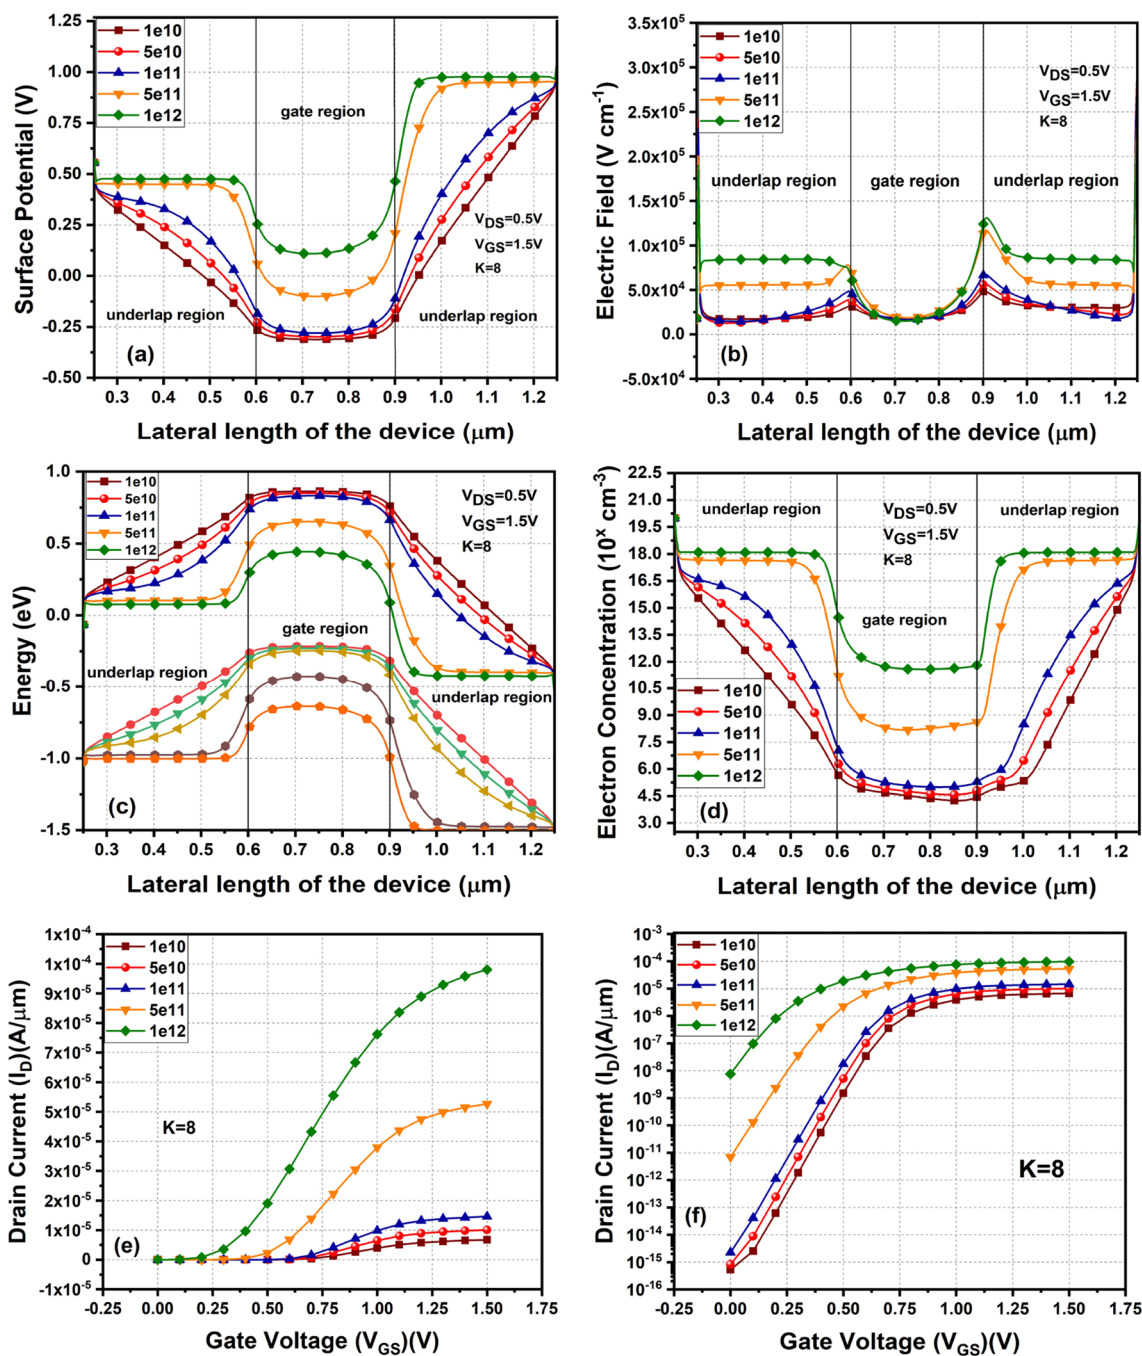 1.25
1.00
0.75
0.50
0.25
0.00
-0.25
-0.50
Surface Potential (V)
1e10
5e10
1e11
5e11
1e12
gate region
V_DS=0.5V
V_GS=1.5V
K=8
underlap region
underlap region
(a)
0.3 0.4 0.5 0.6 0.7 0.8 0.9 1.0 1.1 1.2
Lateral length of the device (μm)
3.5x10^5
3.0x10^5
2.5x10^5
2.0x10^5
1.5x10^5
1.0x10^5
5.0x10^4
0.0
-5.0x10^4
Electric Field (V cm^-1)
1e10
5e10
1e11
5e11
1e12
V_DS=0.5V
V_GS=1.5V
K=8
underlap region
gate region
underlap region
(b)
0.3 0.4 0.5 0.6 0.7 0.8 0.9 1.0 1.1 1.2
Lateral length of the device (μm)
1.0
0.5
0.0
-0.5
-1.0
-1.5
Energy (eV)
1e10
5e10
1e11
5e11
1e12
V_DS=0.5V
V_GS=1.5V
K=8
gate region
underlap region
underlap region
(c)
0.3 0.4 0.5 0.6 0.7 0.8 0.9 1.0 1.1 1.2
Lateral length of the device (μm)
22.5
21.0
19.5
18.0
16.5
15.0
13.5
12.0
10.5
9.0
7.5
6.0
4.5
3.0
Electron Concentration (10^x cm^-3)
underlap region
V_DS=0.5V
V_GS=1.5V
K=8
underlap region
gate region
1e10
5e10
1e11
5e11
1e12
(d)
0.3 0.4 0.5 0.6 0.7 0.8 0.9 1.0 1.1 1.2
Lateral length of the device (μm)
1x10^-4
1x10^-4
9x10^-5
8x10^-5
6x10^-5
5x10^-5
4x10^-5
3x10^-5
2x10^-5
1x10^-5
0
-1x10^-5
Drain Current (I_D)(A/μm)
1e10
5e10
1e11
5e11
1e12
K=8
(e)
-0.25 0.00 0.25 0.50 0.75 1.00 1.25 1.50 1.75
Gate Voltage (V_GS)(V)
10^-3
10^-4
10^-5
10^-6
10^-7
10^-8
10^-9
10^-10
10^-11
10^-12
10^-13
10^-14
10^-15
10^-16
Drain Current (I_D)(A/μm)
1e10
5e10
1e11
5e11
1e12
K=8
(f)
-0.25 0.00 0.25 0.50 0.75 1.00 1.25 1.50 1.75
Gate Voltage (V_GS)(V)